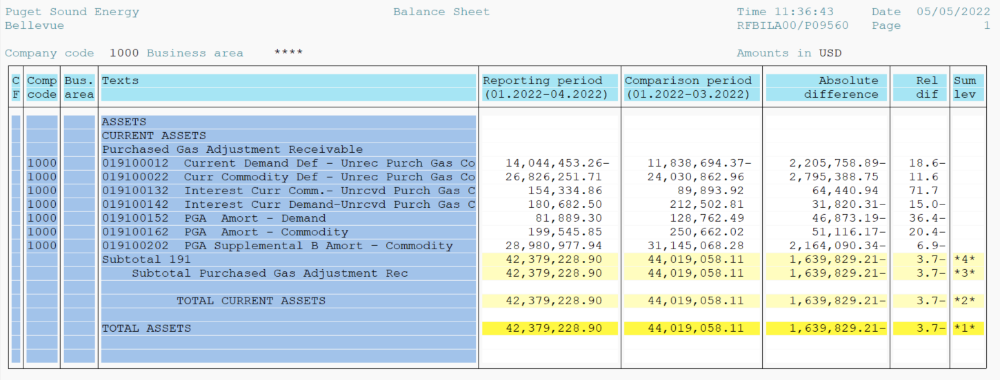 Puget Sound Energy Balance Sheet Time 11:36:43 Date 05/05/2022
Bellevue RFBILA00/P09560 Page 1
Company code 1000 Business area **** Amounts in USD
C Comp Bus. Texts Reporting period Comparison period Absolute Rel Sum
F code area (01.2022-04.2022) (01.2022-03.2022) difference dif lev
ASSETS
CURRENT ASSETS
Purchased Gas Adjustment Receivable
1000 019100012 Current Demand Def - Unrec Purch Gas Co 14,044,453.26- 11,838,694.37- 2,205,758.89- 18.6-
1000 019100022 Curr Commodity Def - Unrec Purch Gas Co 26,826,251.71 24,030,862.96 2,795,388.75 11.6
1000 019100132 Interest Curr Comm.- Unrcvd Purch Gas C 154,334.86 89,893.92 64,440.94 71.7
1000 019100142 Interest Curr Demand-Unrcvd Purch Gas C 180,682.50 212,502.81 31,820.31- 15.0-
1000 019100152 PGA Amort - Demand 81,889.30 128,762.49 46,873.19- 36.4-
1000 019100162 PGA Amort - Commodity 199,545.85 250,662.02 51,116.17- 20.4-
1000 019100202 PGA Supplemental B Amort - Commodity 28,980,977.94 31,145,068.28 2,164,090.34- 6.9-
Subtotal 191 42,379,228.90 44,019,058.11 1,639,829.21- 3.7- *4*
Subtotal Purchased Gas Adjustment Rec 42,379,228.90 44,019,058.11 1,639,829.21- 3.7- *3*
TOTAL CURRENT ASSETS 42,379,228.90 44,019,058.11 1,639,829.21- 3.7- *2*
TOTAL ASSETS 42,379,228.90 44,019,058.11 1,639,829.21- 3.7- *1*